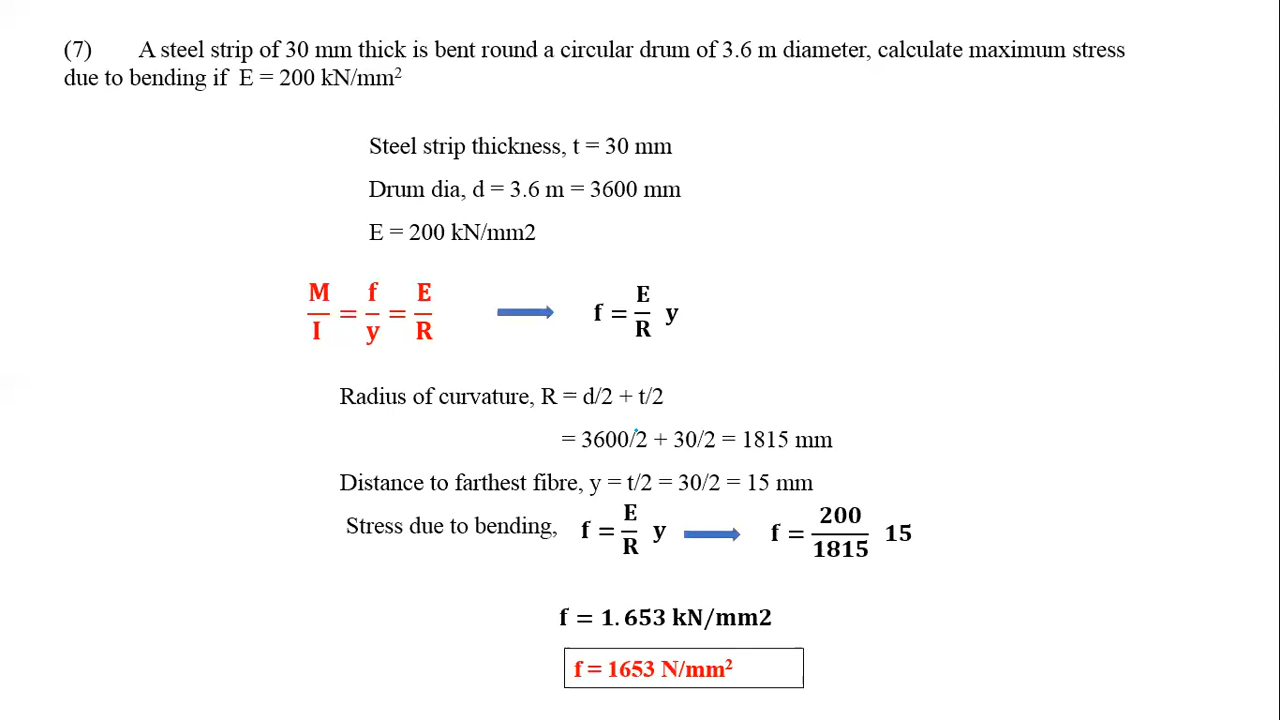 (7) A steel strip of 30 mm thick is bent round a circular drum of 3.6 m diameter, calculate maximum stress
due to bending if E = 200 kN/mm²
Steel strip thickness, t = 30 mm
Drum dia, d = 3.6 m = 3600 mm
E = 200 kN/mm2
M/I = f/y = E/R f = E/R y
Radius of curvature, R = d/2 + t/2
= 3600/2 + 30/2 = 1815 mm
Distance to farthest fibre, y = t/2 = 30/2 = 15 mm
Stress due to bending, f = E/R y f = 200/1815 15
f = 1.653 kN/mm2
f = 1653 N/mm²